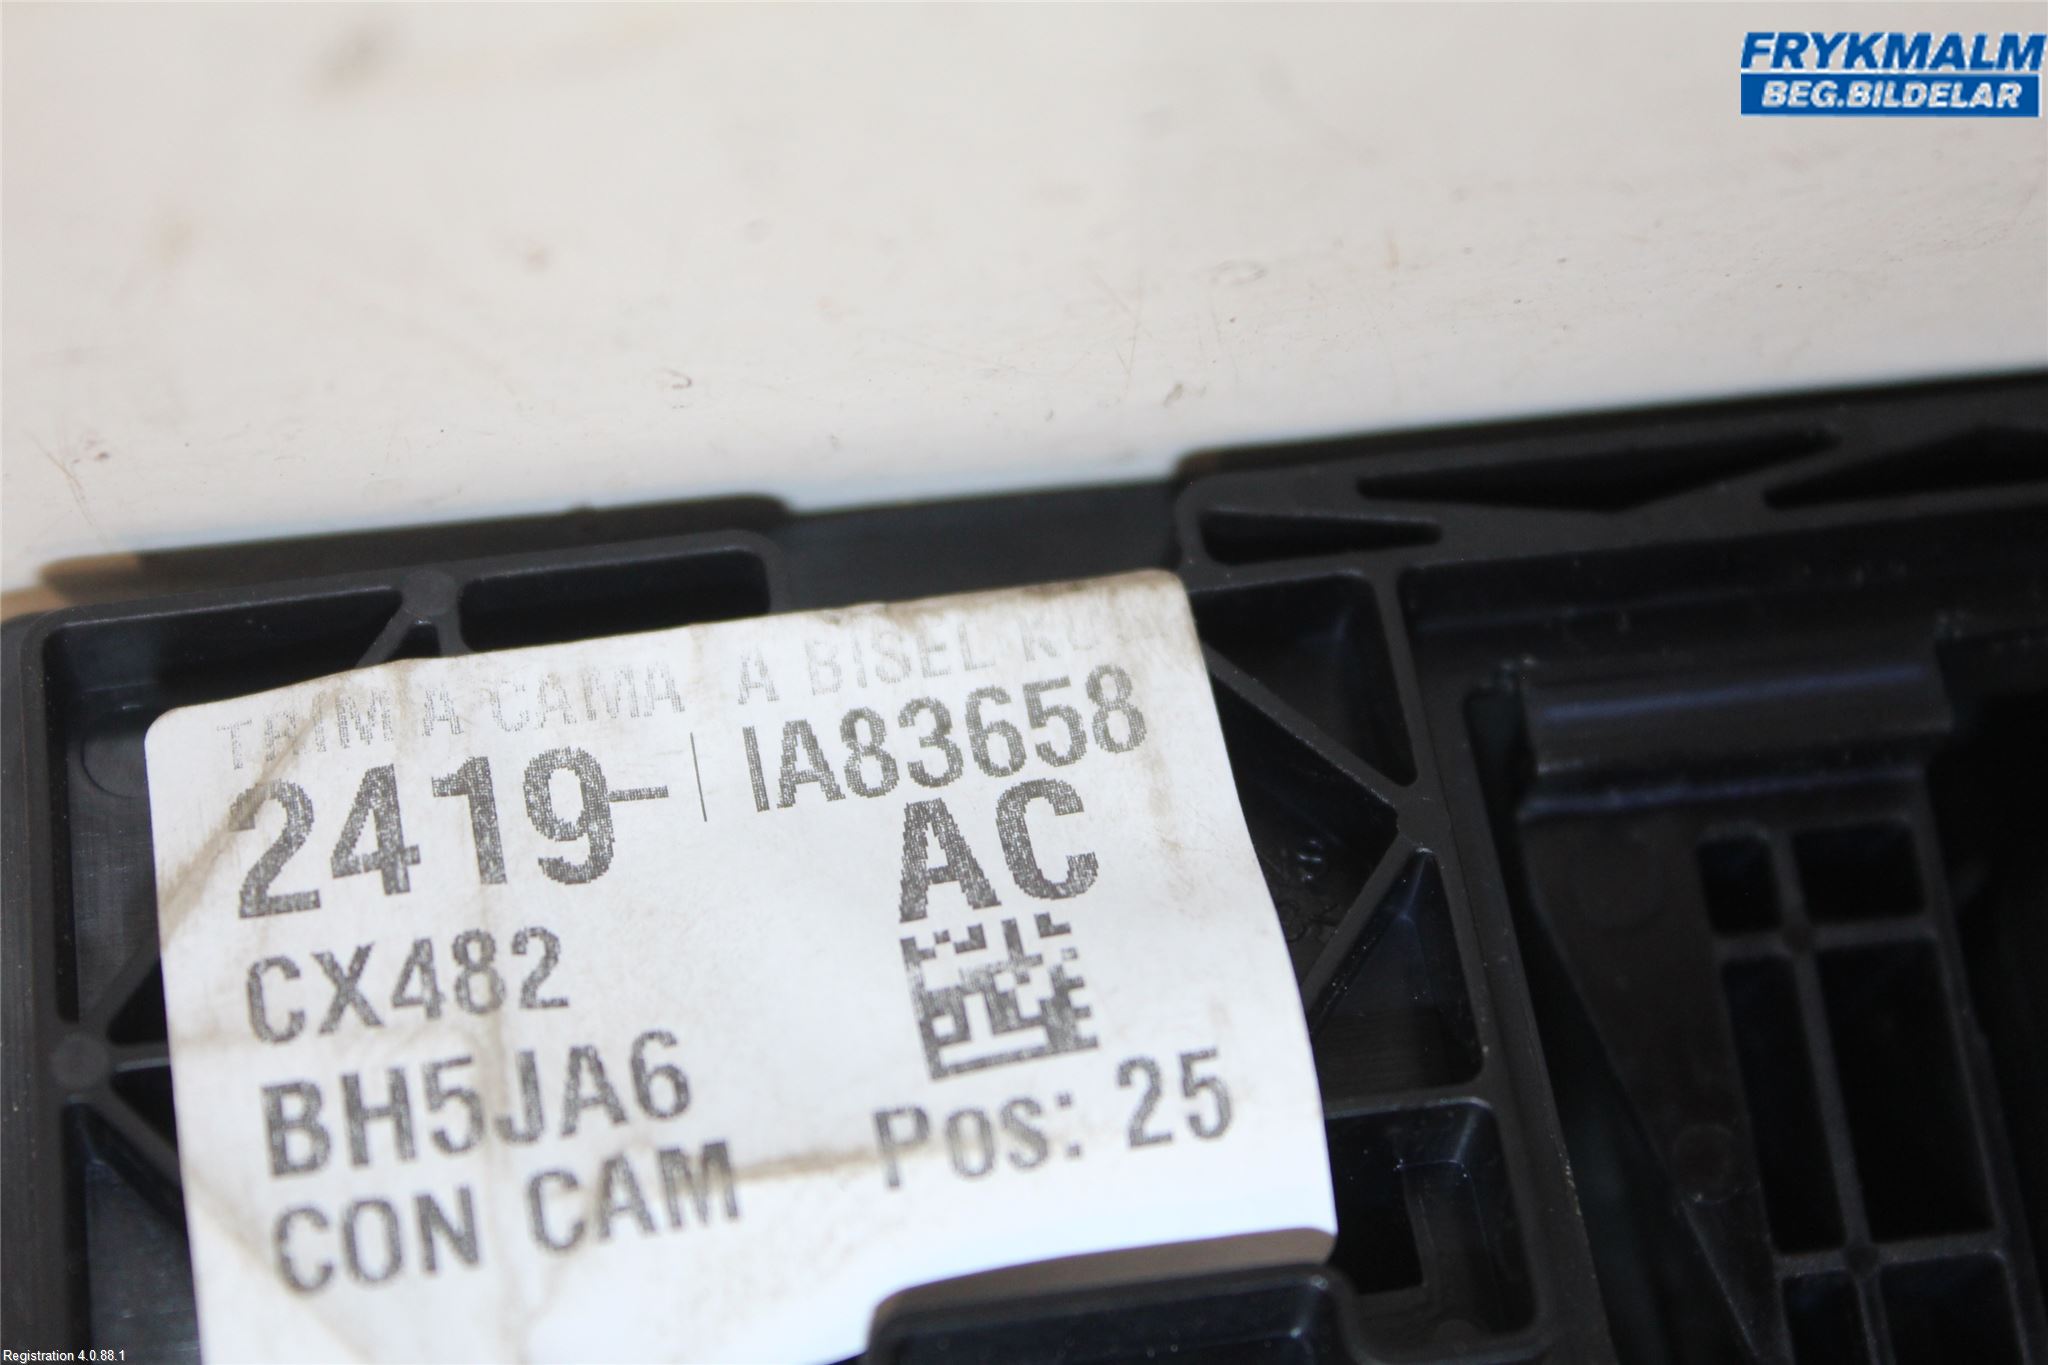 FRYKMALM
BEG.BILDELAR
TRIM A CAMA A BISEL
2419- IA83658
AC
CX482
BH5JA6
Pos: 25
CON CAM
Registration 4.0.88.1